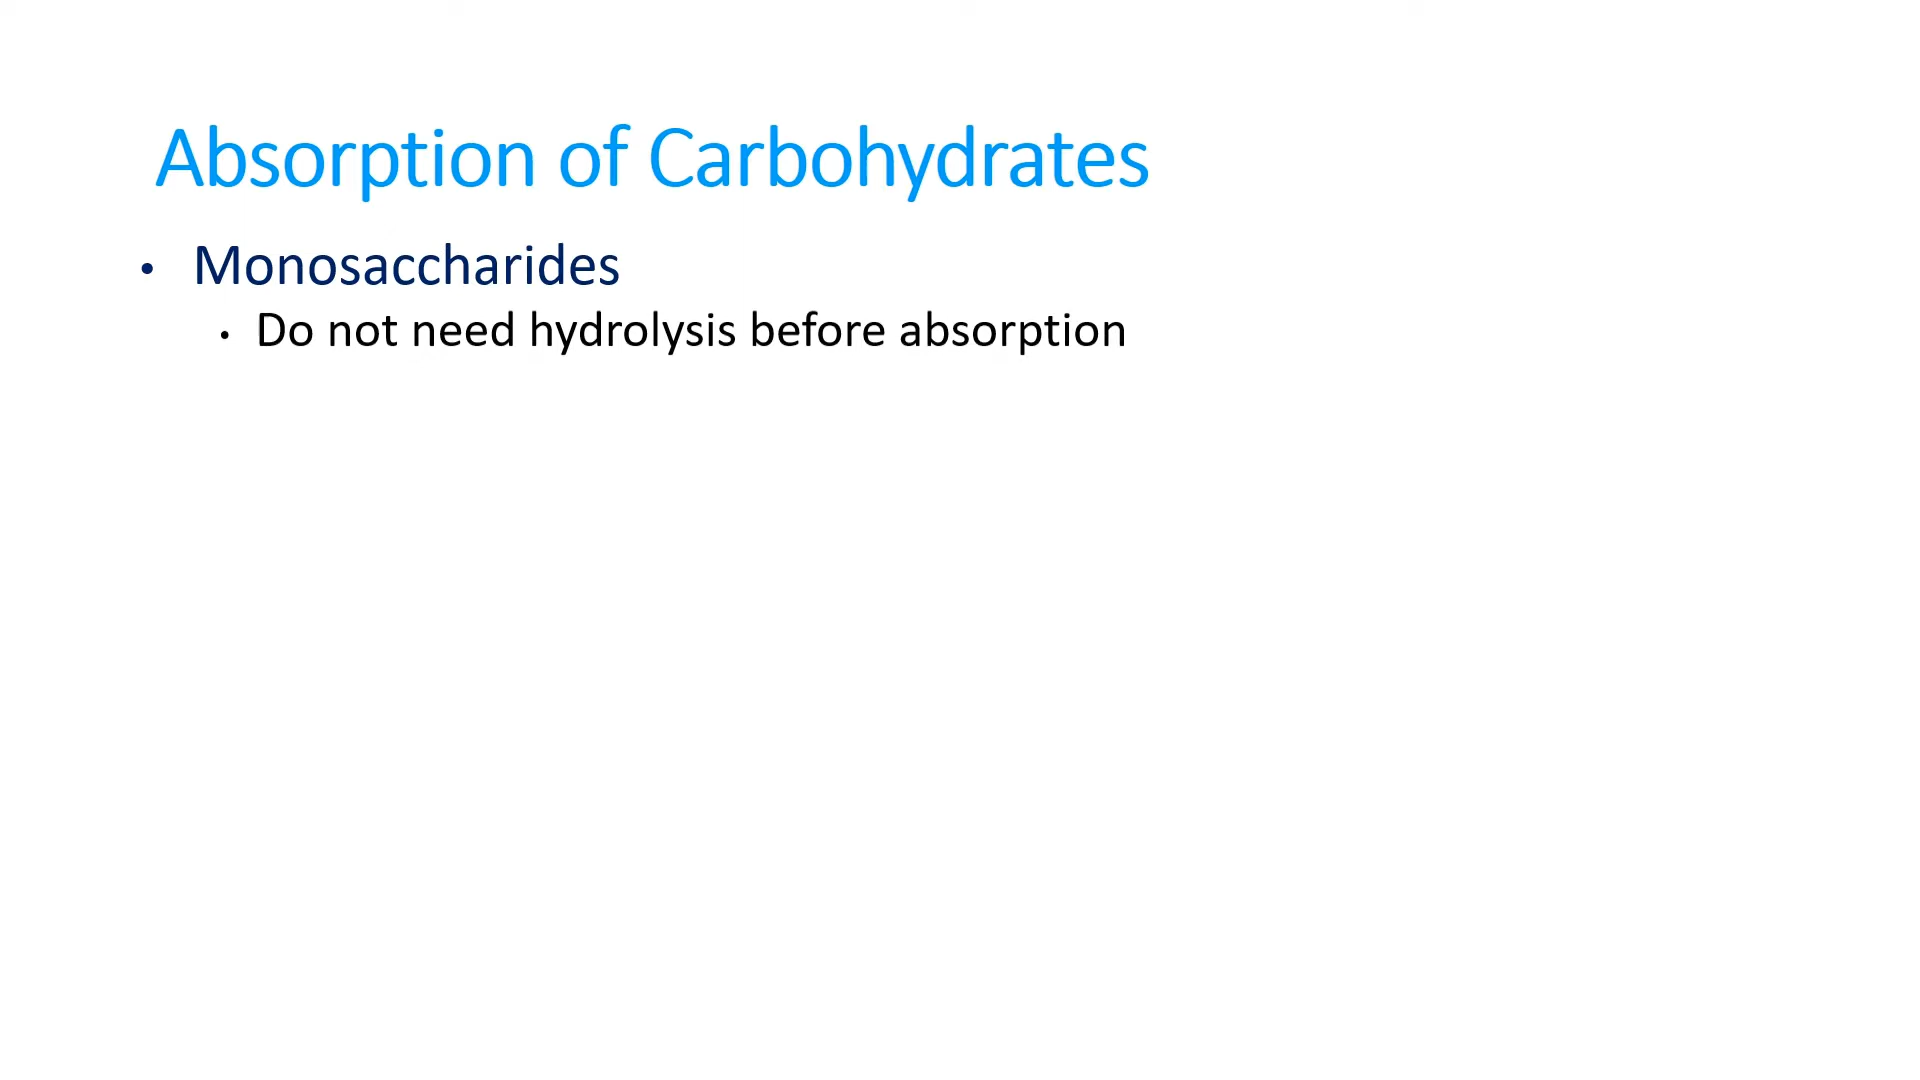 Absorption of Carbohydrates
• Monosaccharides
• Do not need hydrolysis before absorption